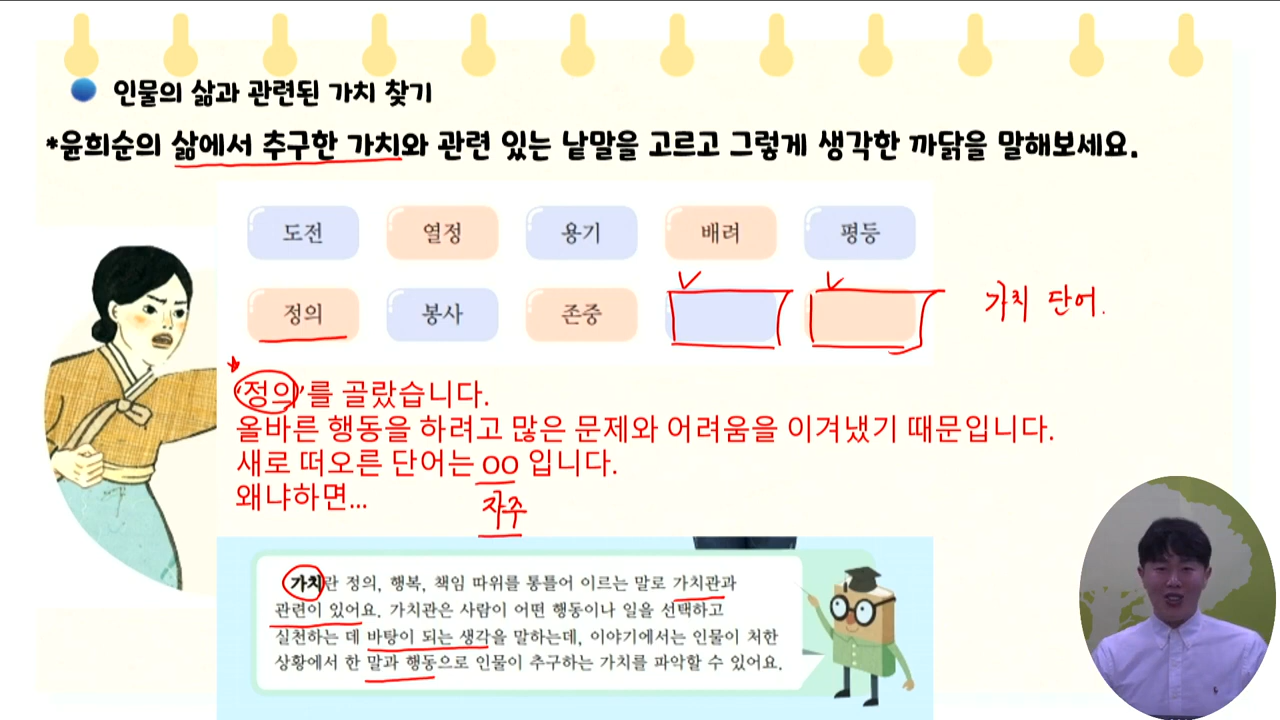 인물의 삶과 관련된 가치 찾기
*윤희순의 삶에서 추구한 가치와 관련 있는 낱말을 고르고 그렇게 생각한 까닭을 말해보세요.
도전 열정 용기 배려 평등
정의 봉사 존중
가치 단어.
'정의'를 골랐습니다.
올바른 행동을 하려고 많은 문제와 어려움을 이겨냈기 때문입니다.
새로 떠오른 단어는 OO 입니다.
왜냐하면...
자주
가치란 정의, 행복, 책임 따위를 통틀어 이르는 말로 가치관과
관련이 있어요. 가치관은 사람이 어떤 행동이나 일을 선택하고
실천하는 데 바탕이 되는 생각을 말하는데, 이야기에서는 인물이 처한
상황에서 한 말과 행동으로 인물이 추구하는 가치를 파악할 수 있어요.